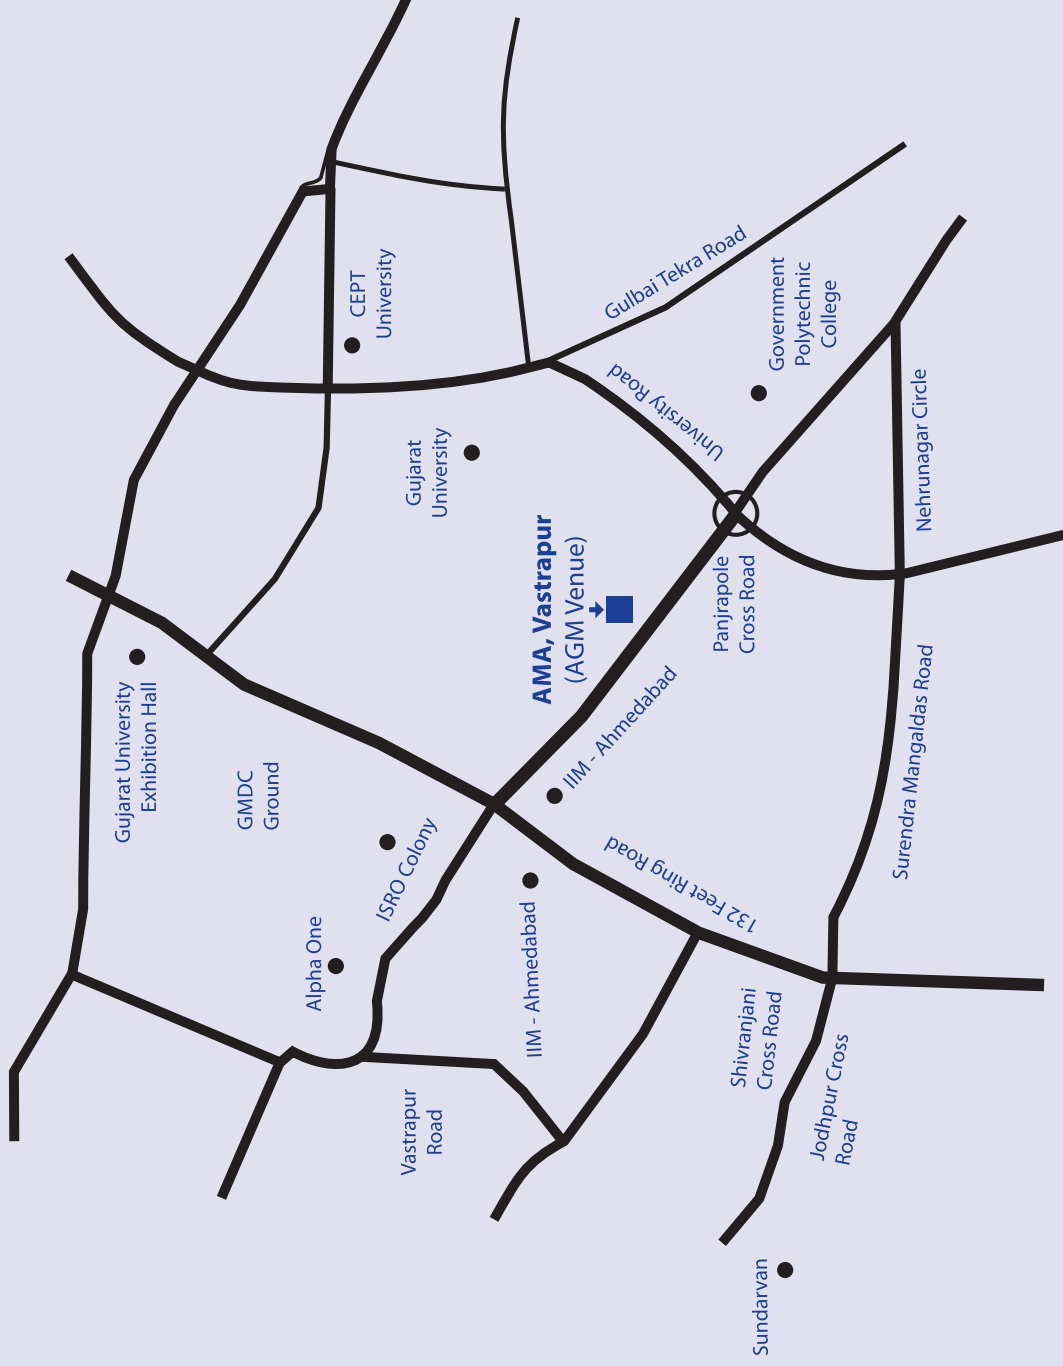 CEPT
University
Gulbai Tekra Road
Government
Polytechnic
College
University Road
Nehrunagar Circle
Gujarat
University
AMA, Vastrapur
(AGM Venue)
Panjrapole
Cross Road
Gujarat University
Exhibition Hall
GMDC
Ground
IIM - Ahmedabad
Surendra Mangaldas Road
ISRO Colony
132 Feet Ring Road
Alpha One
IIM - Ahmedabad
Shivranjani
Cross Road
Jodhpur Cross
Road
Vastrapur
Road
Sundarvan